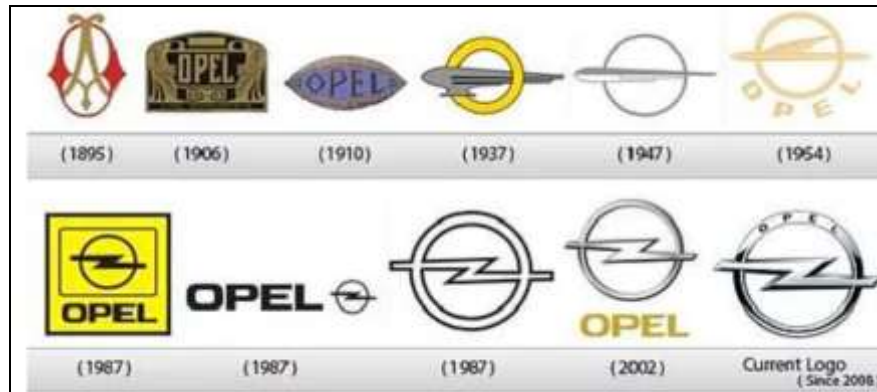 OPEL
OPEL
OPEL
(1895) (1906) (1910) (1937) (1947) (1954)
OPEL
OPEL
OPEL
OPEL
(1987) (1987) (1987) (2002) Current Logo
(Since 2008)